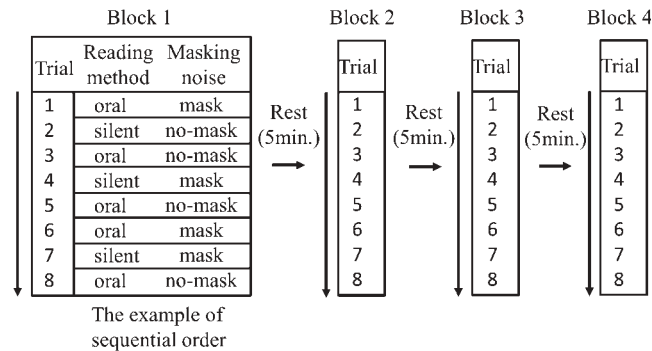 Block 1 Block 2 Block 3 Block 4
Trial Reading method Masking noise Trial Trial Trial
1 oral mask 1 1 1
2 silent no-mask 2 2 2
3 oral no-mask 3 3 3
4 silent mask 4 4 4
5 oral no-mask 5 5 5
6 oral mask 6 6 6
7 silent mask 7 7 7
8 oral no-mask 8 8 8
Rest
(5min.)
Rest
(5min.)
Rest
(5min.)
The example of
sequential order